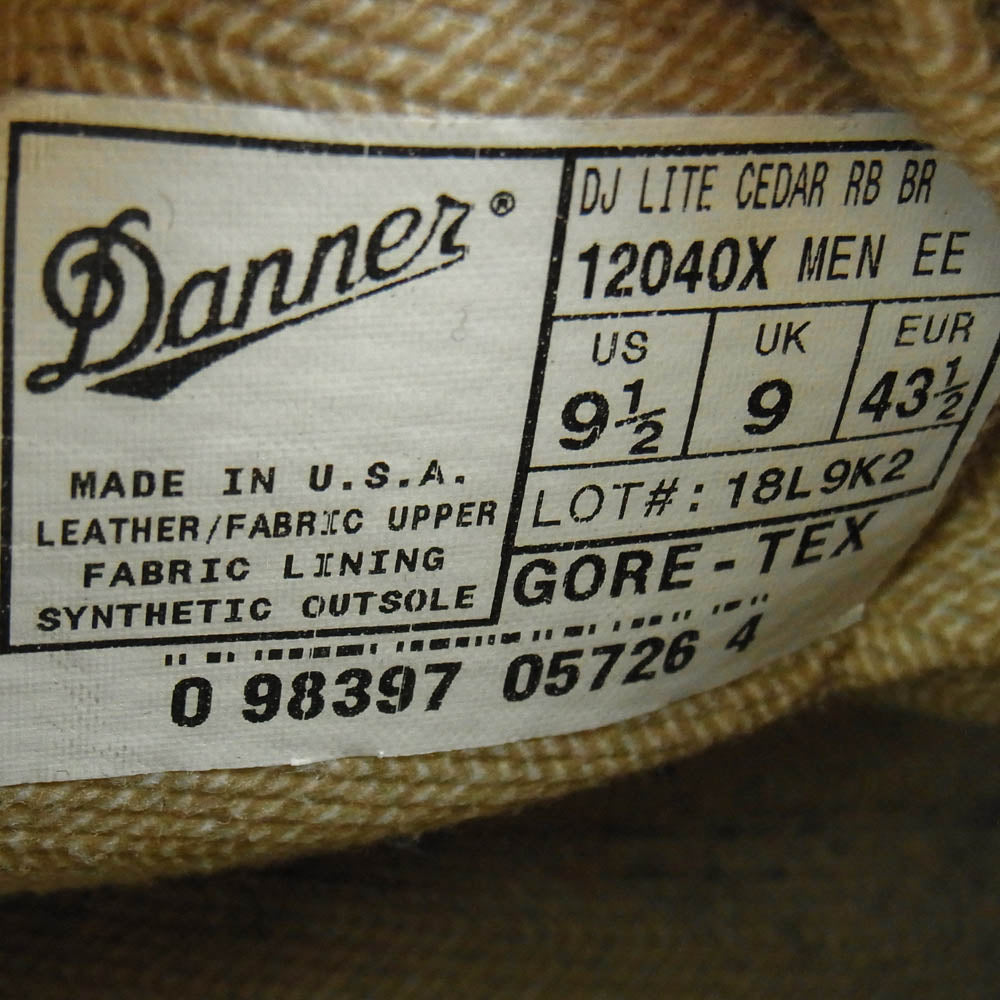 Danner®
MADE IN U.S.A.
LEATHER/FABRIC UPPER
FABRIC LINING
SYNTHETIC OUTSOLE
DJ LITE CEDAR RB BR
12040X MEN EE
US UK EUR
9½ 9 43½
LOT#: 18L9K2
GORE-TEX
0 98397 05726 4